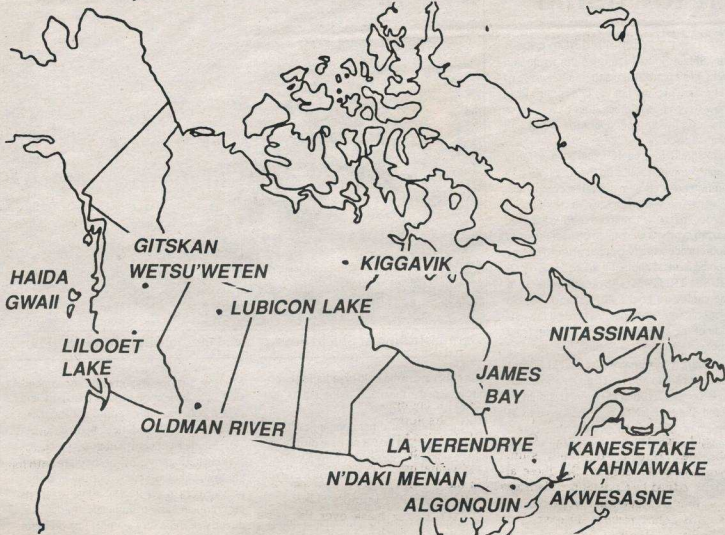 GITSKAN
WETSU'WETEN
KIGGAVIK
HAIDA
GWAII
LUBICON LAKE
LILOOET
LAKE
NITASSINAN
JAMES
BAY
OLDMAN RIVER
LA VERENDRYE
KANESETAKE
KAHNAWAKE
N'DAKI MENAN
ALGONQUIN
AKWESASNE